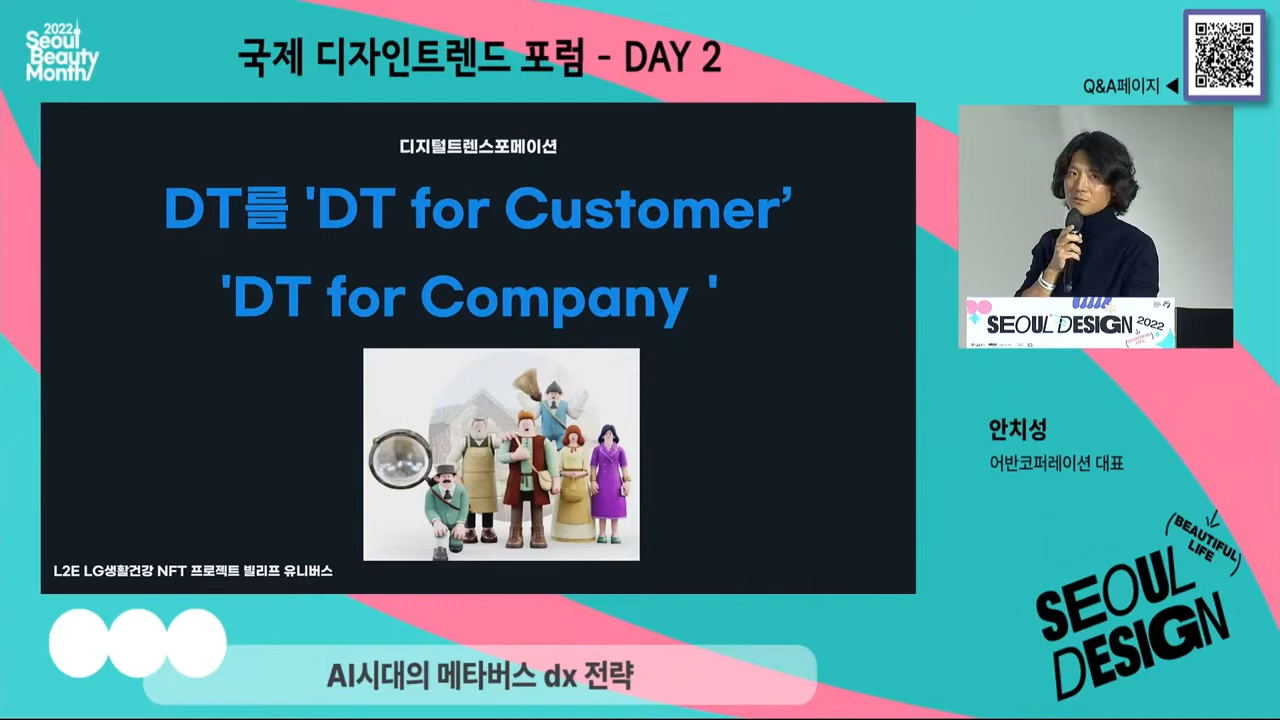 2022
Seoul
Beauty
Month
국제 디자인트렌드 포럼 - DAY 2
Q&A페이지 ◀
디지털트렌스포메이션
DT를 'DT for Customer’
'DT for Company '
L2E LG생활건강 NFT 프로젝트 빌리프 유니버스
SEOUL DESIGN 2022
안치성
어반코퍼레이션 대표
(BEAUTIFUL
LIFE)
SEOUL
DESIGN
AI시대의 메타버스 dx 전략